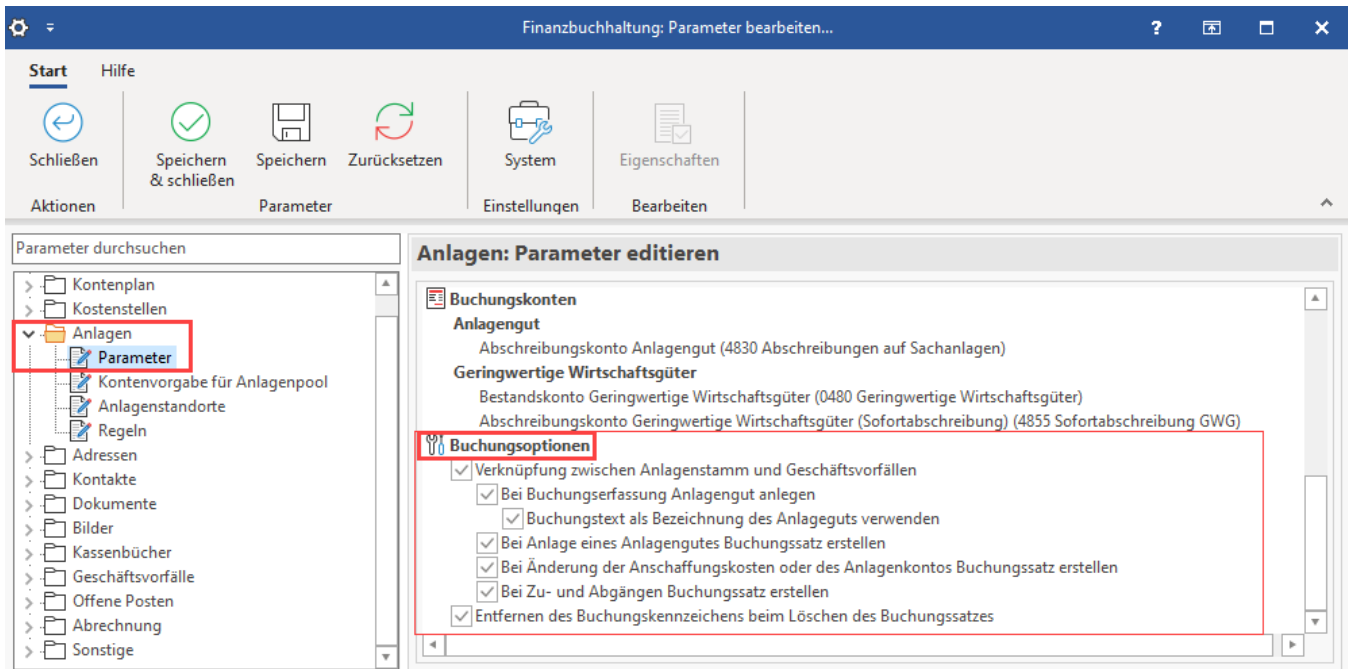 Finanzbuchhaltung: Parameter bearbeiten...
?
Start Hilfe
Schließen
Speichern
& schließen
Speichern
Zurücksetzen
System
Eigenschaften
Aktionen
Parameter
Einstellungen
Bearbeiten
Parameter durchsuchen
Kontenplan
Kostenstellen
Anlagen
Parameter
Kontenvorgabe für Anlagenpool
Anlagenstandorte
Regeln
Adressen
Kontakte
Dokumente
Bilder
Kassenbücher
Geschäftsvorfälle
Offene Posten
Abrechnung
Sonstige
Anlagen: Parameter editieren
Buchungskonten
Anlagengut
Abschreibungskonto Anlagengut (4830 Abschreibungen auf Sachanlagen)
Geringwertige Wirtschaftsgüter
Bestandskonto Geringwertige Wirtschaftsgüter (0480 Geringwertige Wirtschaftsgüter)
Abschreibungskonto Geringwertige Wirtschaftsgüter (Sofortabschreibung) (4855 Sofortabschreibung GWG)
Buchungsoptionen
Verknüpfung zwischen Anlagenstamm und Geschäftsvorfällen
Bei Buchungserfassung Anlagengut anlegen
Buchungstext als Bezeichnung des Anlageguts verwenden
Bei Anlage eines Anlagengutes Buchungssatz erstellen
Bei Änderung der Anschaffungskosten oder des Anlagenkontos Buchungssatz erstellen
Bei Zu- und Abgängen Buchungssatz erstellen
Entfernen des Buchungskennzeichens beim Löschen des Buchungssatzes